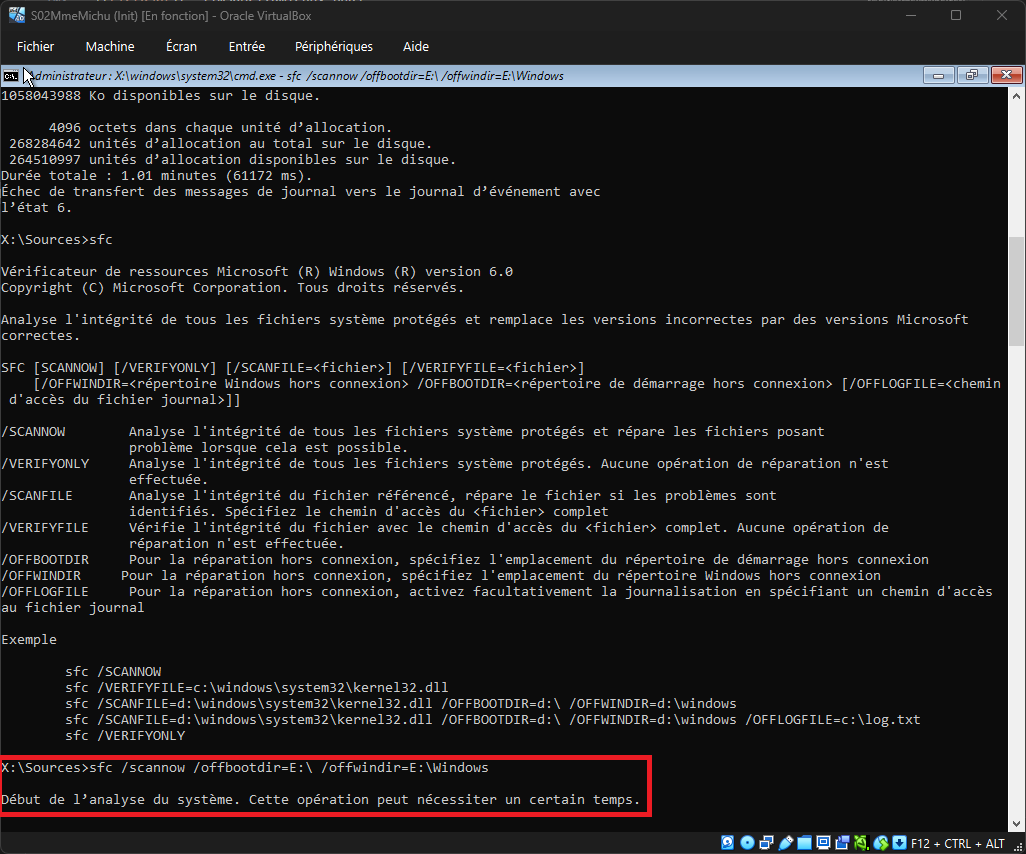 S02MmeMichu (Init) [En fonction] - Oracle VirtualBox
Fichier Machine Écran Entrée Périphériques Aide
dministrateur : X:\windows\system32\cmd.exe - sfc /scannow /offbootdir=E:\ /offwindir=E:\Windows
1058043988 Ko disponibles sur le disque.
4096 octets dans chaque unité d’allocation.
268284642 unités d’allocation au total sur le disque.
264510997 unités d’allocation disponibles sur le disque.
Durée totale : 1.01 minutes (61172 ms).
Échec de transfert des messages de journal vers le journal d’événement avec
l’état 6.
X:\Sources>sfc
Vérificateur de ressources Microsoft (R) Windows (R) version 6.0
Copyright (C) Microsoft Corporation. Tous droits réservés.
Analyse l'intégrité de tous les fichiers système protégés et remplace les versions incorrectes par des versions Microsoft
correctes.
SFC [SCANNOW] [/VERIFYONLY] [/SCANFILE=<fichier>] [/VERIFYFILE=<fichier>]
[/OFFWINDIR=<répertoire Windows hors connexion> /OFFBOOTDIR=<répertoire de démarrage hors connexion> [/OFFLOGFILE=<chemin
d'accès du fichier journal>]]
/SCANNOW Analyse l'intégrité de tous les fichiers système protégés et répare les fichiers posant
problème lorsque cela est possible.
/VERIFYONLY Analyse l'intégrité de tous les fichiers système protégés. Aucune opération de réparation n'est
effectuée.
/SCANFILE Analyse l'intégrité du fichier référencé, répare le fichier si les problèmes sont
identifiés. Spécifiez le chemin d'accès du <fichier> complet
/VERIFYFILE Vérifie l'intégrité du fichier avec le chemin d'accès du <fichier> complet. Aucune opération de
réparation n'est effectuée.
/OFFBOOTDIR Pour la réparation hors connexion, spécifiez l'emplacement du répertoire de démarrage hors connexion
/OFFWINDIR Pour la réparation hors connexion, spécifiez l'emplacement du répertoire Windows hors connexion
/OFFLOGFILE Pour la réparation hors connexion, activez facultativement la journalisation en spécifiant un chemin d'accès
au fichier journal
Exemple
sfc /SCANNOW
sfc /VERIFYFILE=c:\windows\system32\kernel32.dll
sfc /SCANFILE=d:\windows\system32\kernel32.dll /OFFBOOTDIR=d:\ /OFFWINDIR=d:\windows
sfc /SCANFILE=d:\windows\system32\kernel32.dll /OFFBOOTDIR=d:\ /OFFWINDIR=d:\windows /OFFLOGFILE=c:\log.txt
sfc /VERIFYONLY
X:\Sources>sfc /scannow /offbootdir=E:\ /offwindir=E:\Windows
Début de l’analyse du système. Cette opération peut nécessiter un certain temps.
F12 + CTRL + ALT